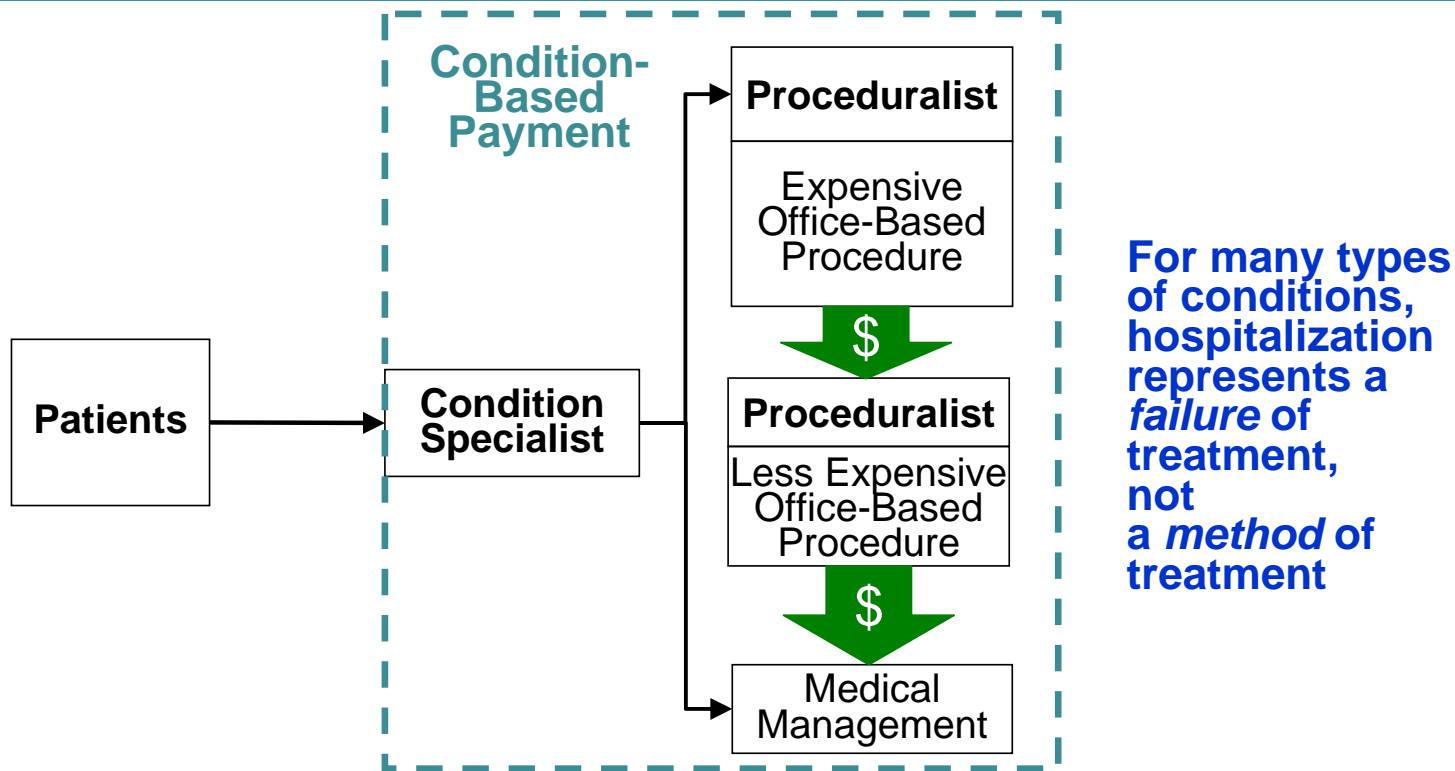 Condition-
Based
Payment
Proceduralist
Expensive
Office-Based
Procedure
$
Patients
Condition
Specialist
Proceduralist
Less Expensive
Office-Based
Procedure
$
Medical
Management
For many types
of conditions,
hospitalization
represents a
failure of
treatment,
not
a method of
treatment